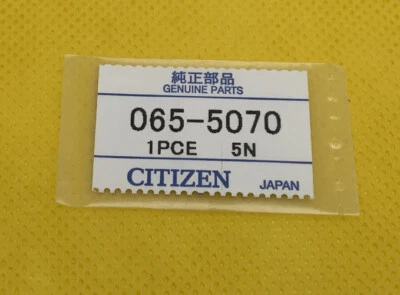 純正部品
GENUINE PARTS
065-5070
1PCE 5N
CITIZEN JAPAN